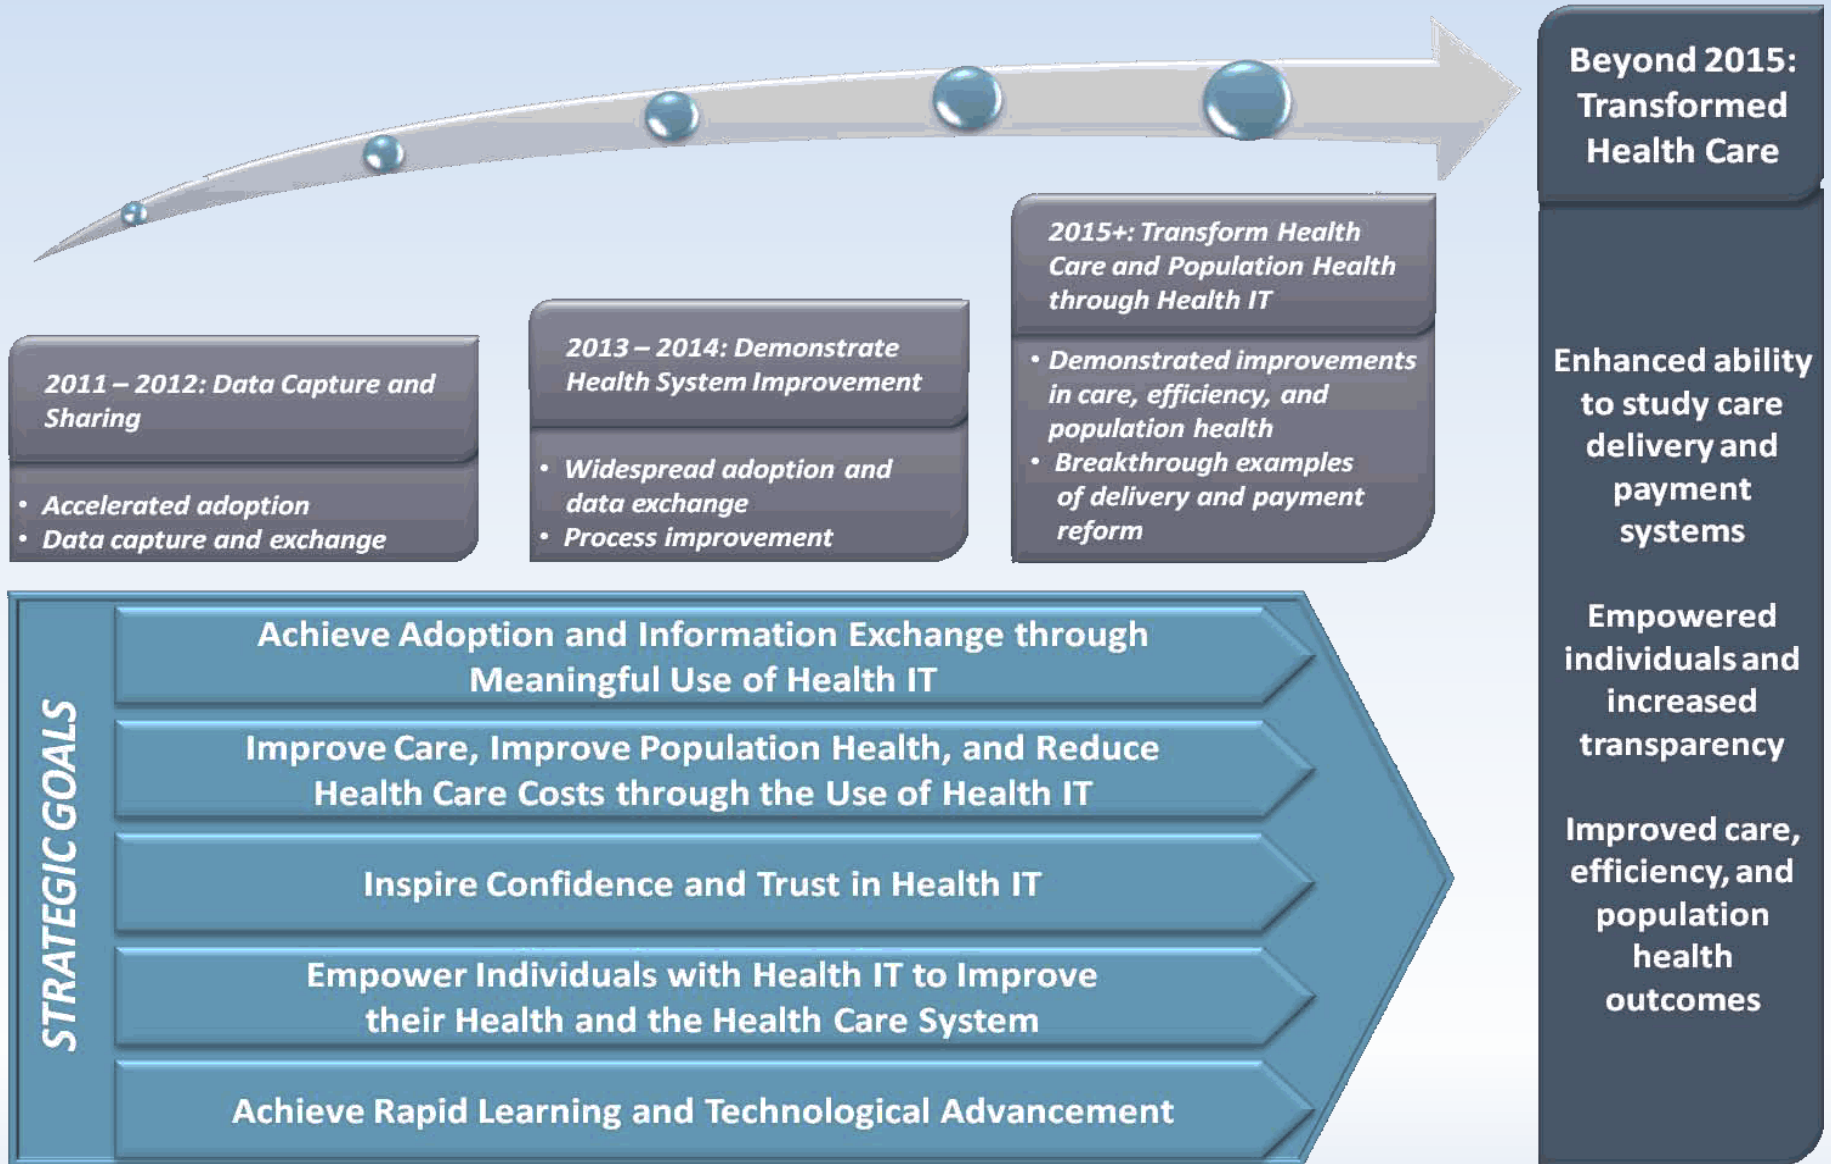 Beyond 2015:
Transformed
Health Care
2011 – 2012: Data Capture and
Sharing
• Accelerated adoption
• Data capture and exchange
2013 – 2014: Demonstrate
Health System Improvement
• Widespread adoption and
data exchange
• Process improvement
2015+: Transform Health
Care and Population Health
through Health IT
• Demonstrated improvements
in care, efficiency, and
population health
• Breakthrough examples
of delivery and payment
reform
Enhanced ability
to study care
delivery and
payment
systems
Empowered
individuals and
increased
transparency
Improved care,
efficiency, and
population
health
outcomes
STRATEGIC GOALS
Achieve Adoption and Information Exchange through
Meaningful Use of Health IT
Improve Care, Improve Population Health, and Reduce
Health Care Costs through the Use of Health IT
Inspire Confidence and Trust in Health IT
Empower Individuals with Health IT to Improve
their Health and the Health Care System
Achieve Rapid Learning and Technological Advancement